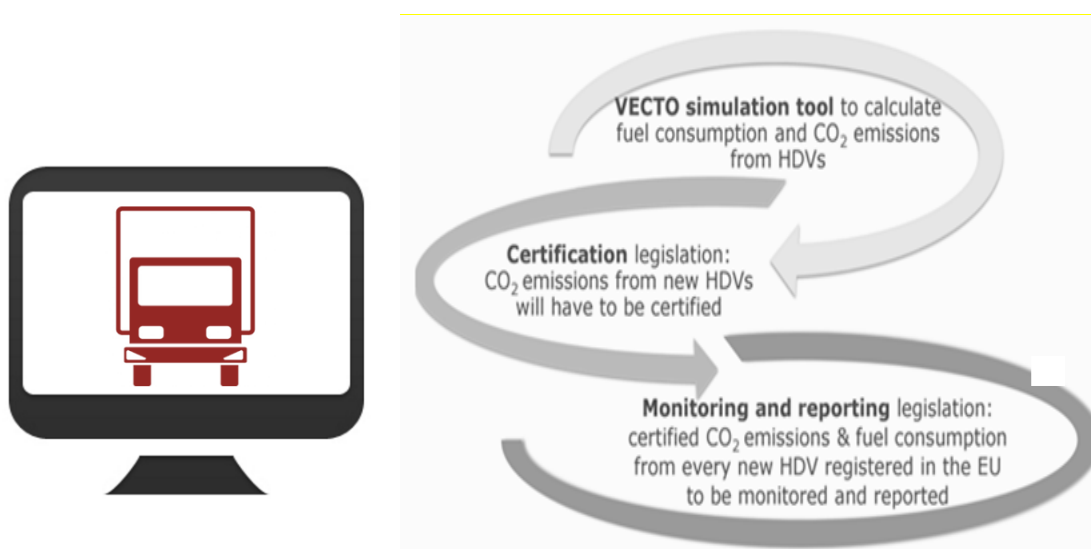 VECTO simulation tool to calculate
fuel consumption and CO₂ emissions
from HDVs
Certification legislation:
CO₂ emissions from new HDVs
will have to be certified
Monitoring and reporting legislation:
certified CO₂ emissions & fuel consumption
from every new HDV registered in the EU
to be monitored and reported